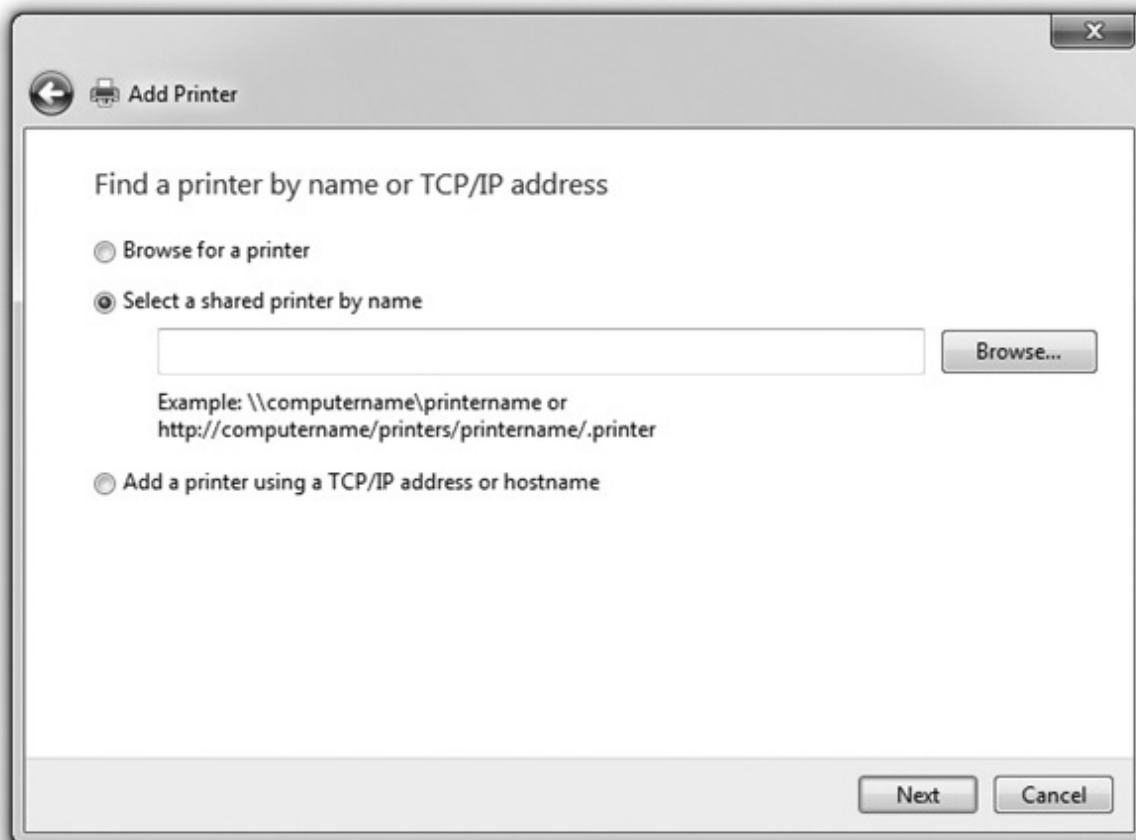 Add Printer
Find a printer by name or TCP/IP address
Browse for a printer
Select a shared printer by name
Browse...
Example: \\computername\printername or
http://computername/printers/printername/.printer
Add a printer using a TCP/IP address or hostname
Next
Cancel